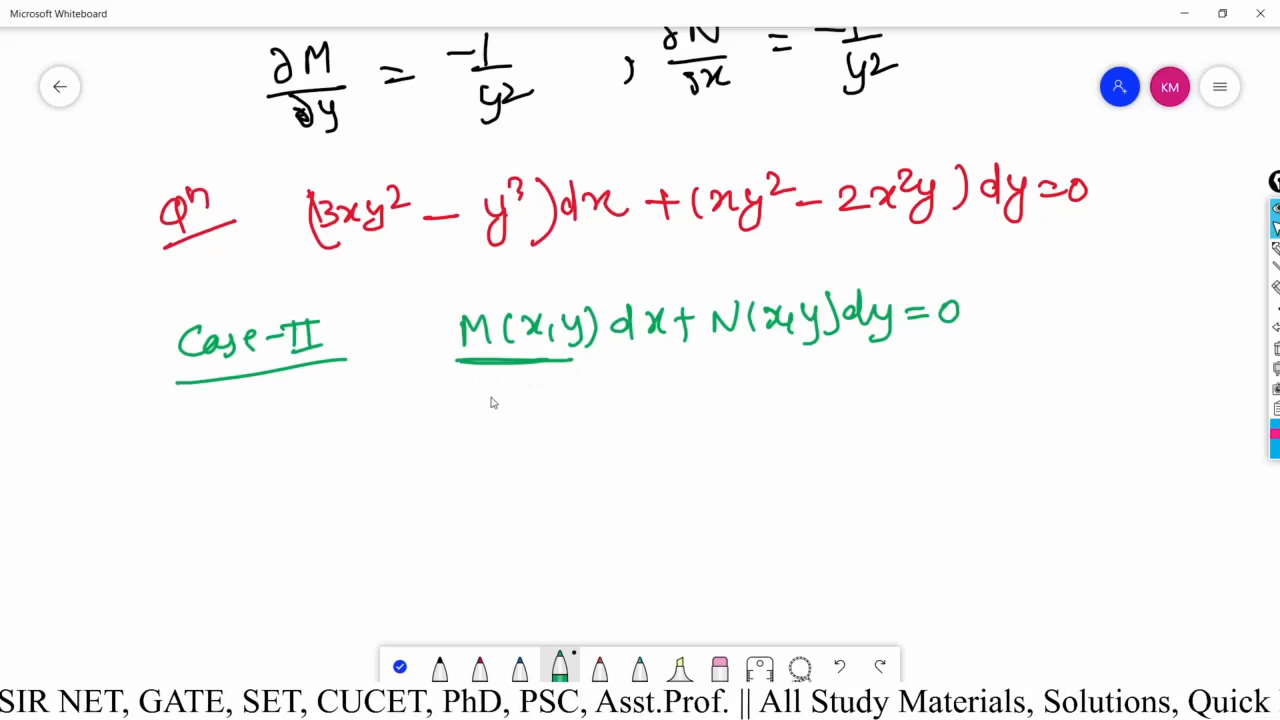 Microsoft Whiteboard
∂M/∂y = -1/y² , ∂N/∂x = -1/y²
KM
Qⁿ (3xy² - y³)dx + (xy² - 2x²y)dy = 0
Case-II M(x,y)dx + N(x,y)dy = 0
SIR NET, GATE, SET, CUCET, PhD, PSC, Asst.Prof. || All Study Materials, Solutions, Quick